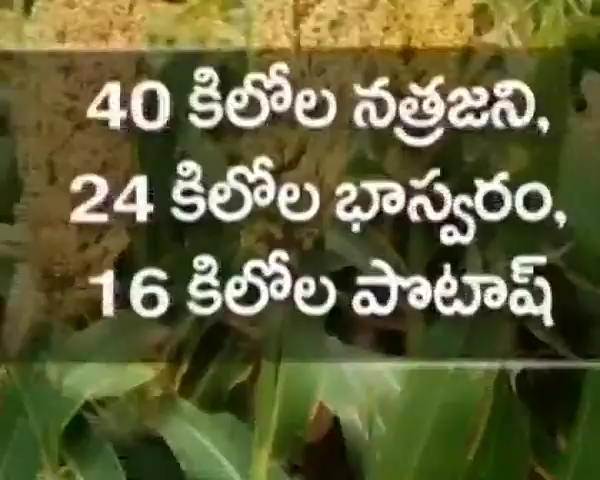 40 కిలోల నత్రజని,
24 కిలోల భాస్వరం,
16 కిలోల పొటాష్